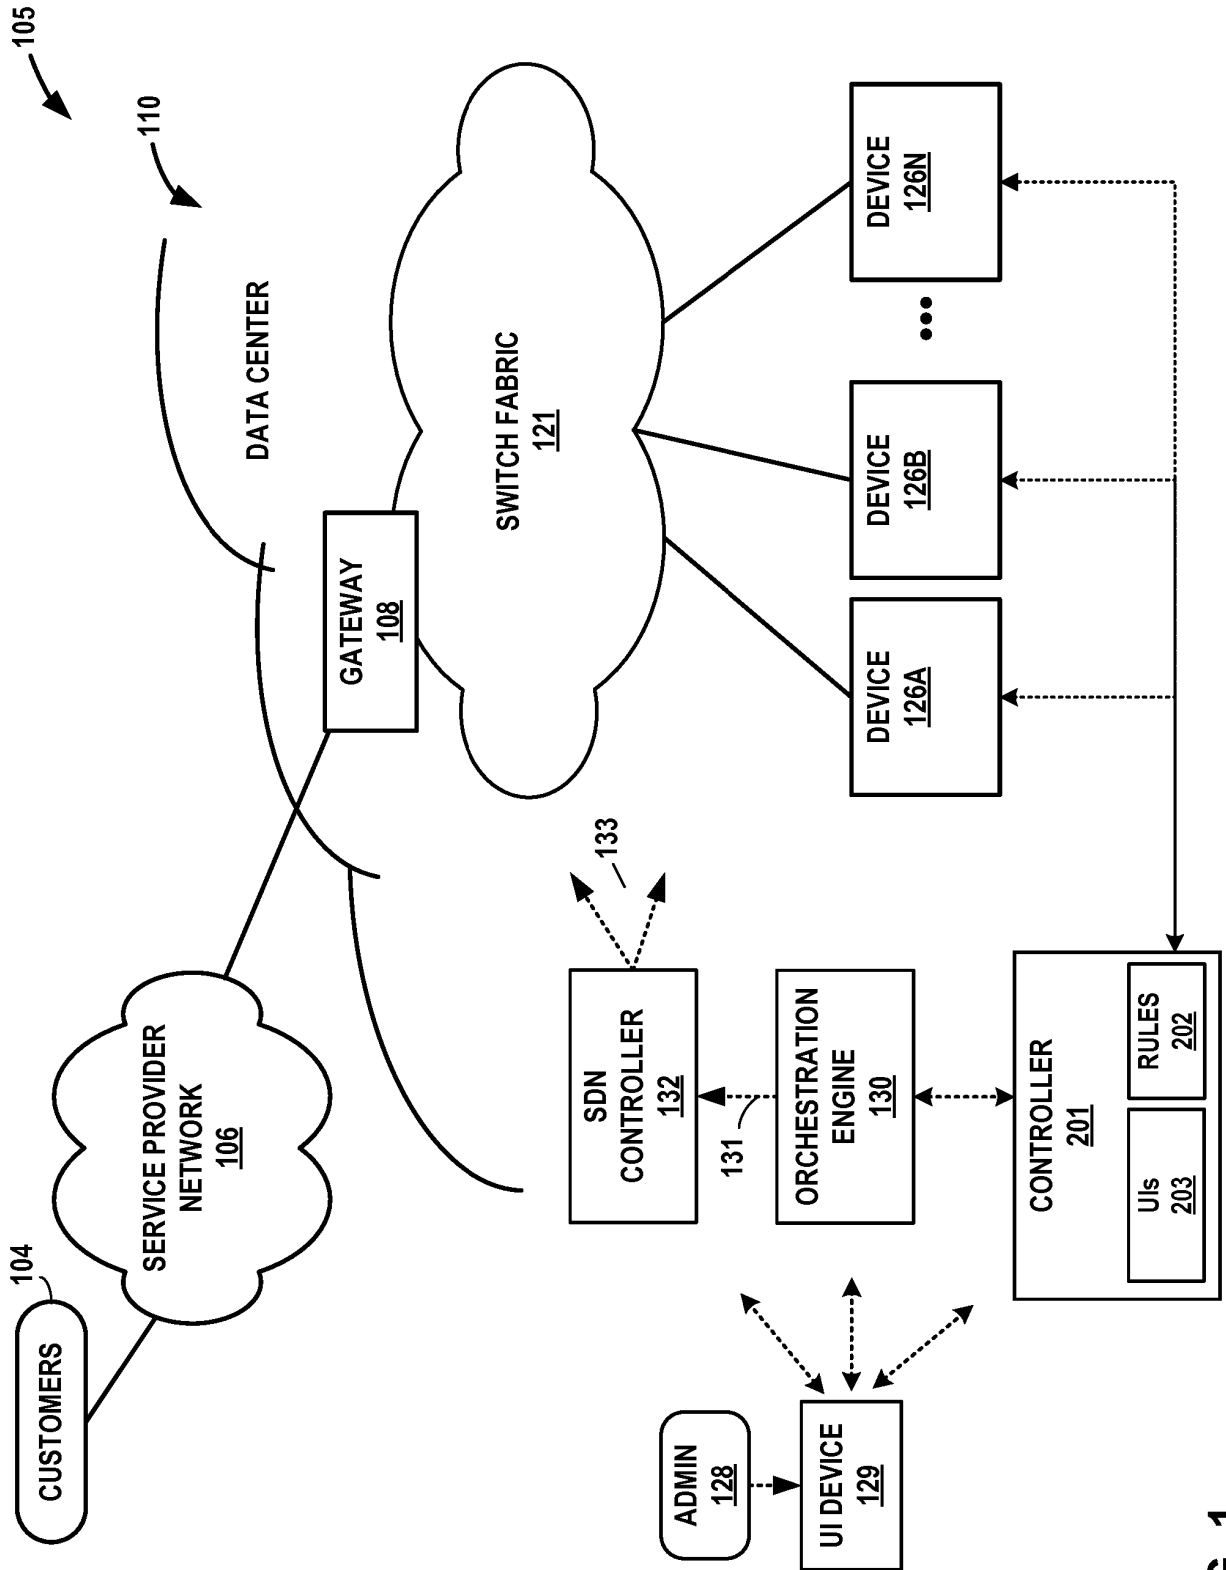 104
105
CUSTOMERS
110
SERVICE PROVIDER
NETWORK
106
DATA CENTER
GATEWAY
108
SWITCH FABRIC
121
SDN
CONTROLLER
132
133
ADMIN
128
131
ORCHESTRATION
ENGINE
130
UI DEVICE
129
DEVICE
126A
DEVICE
126B
•••
DEVICE
126N
CONTROLLER
201
UIs
203
RULES
202